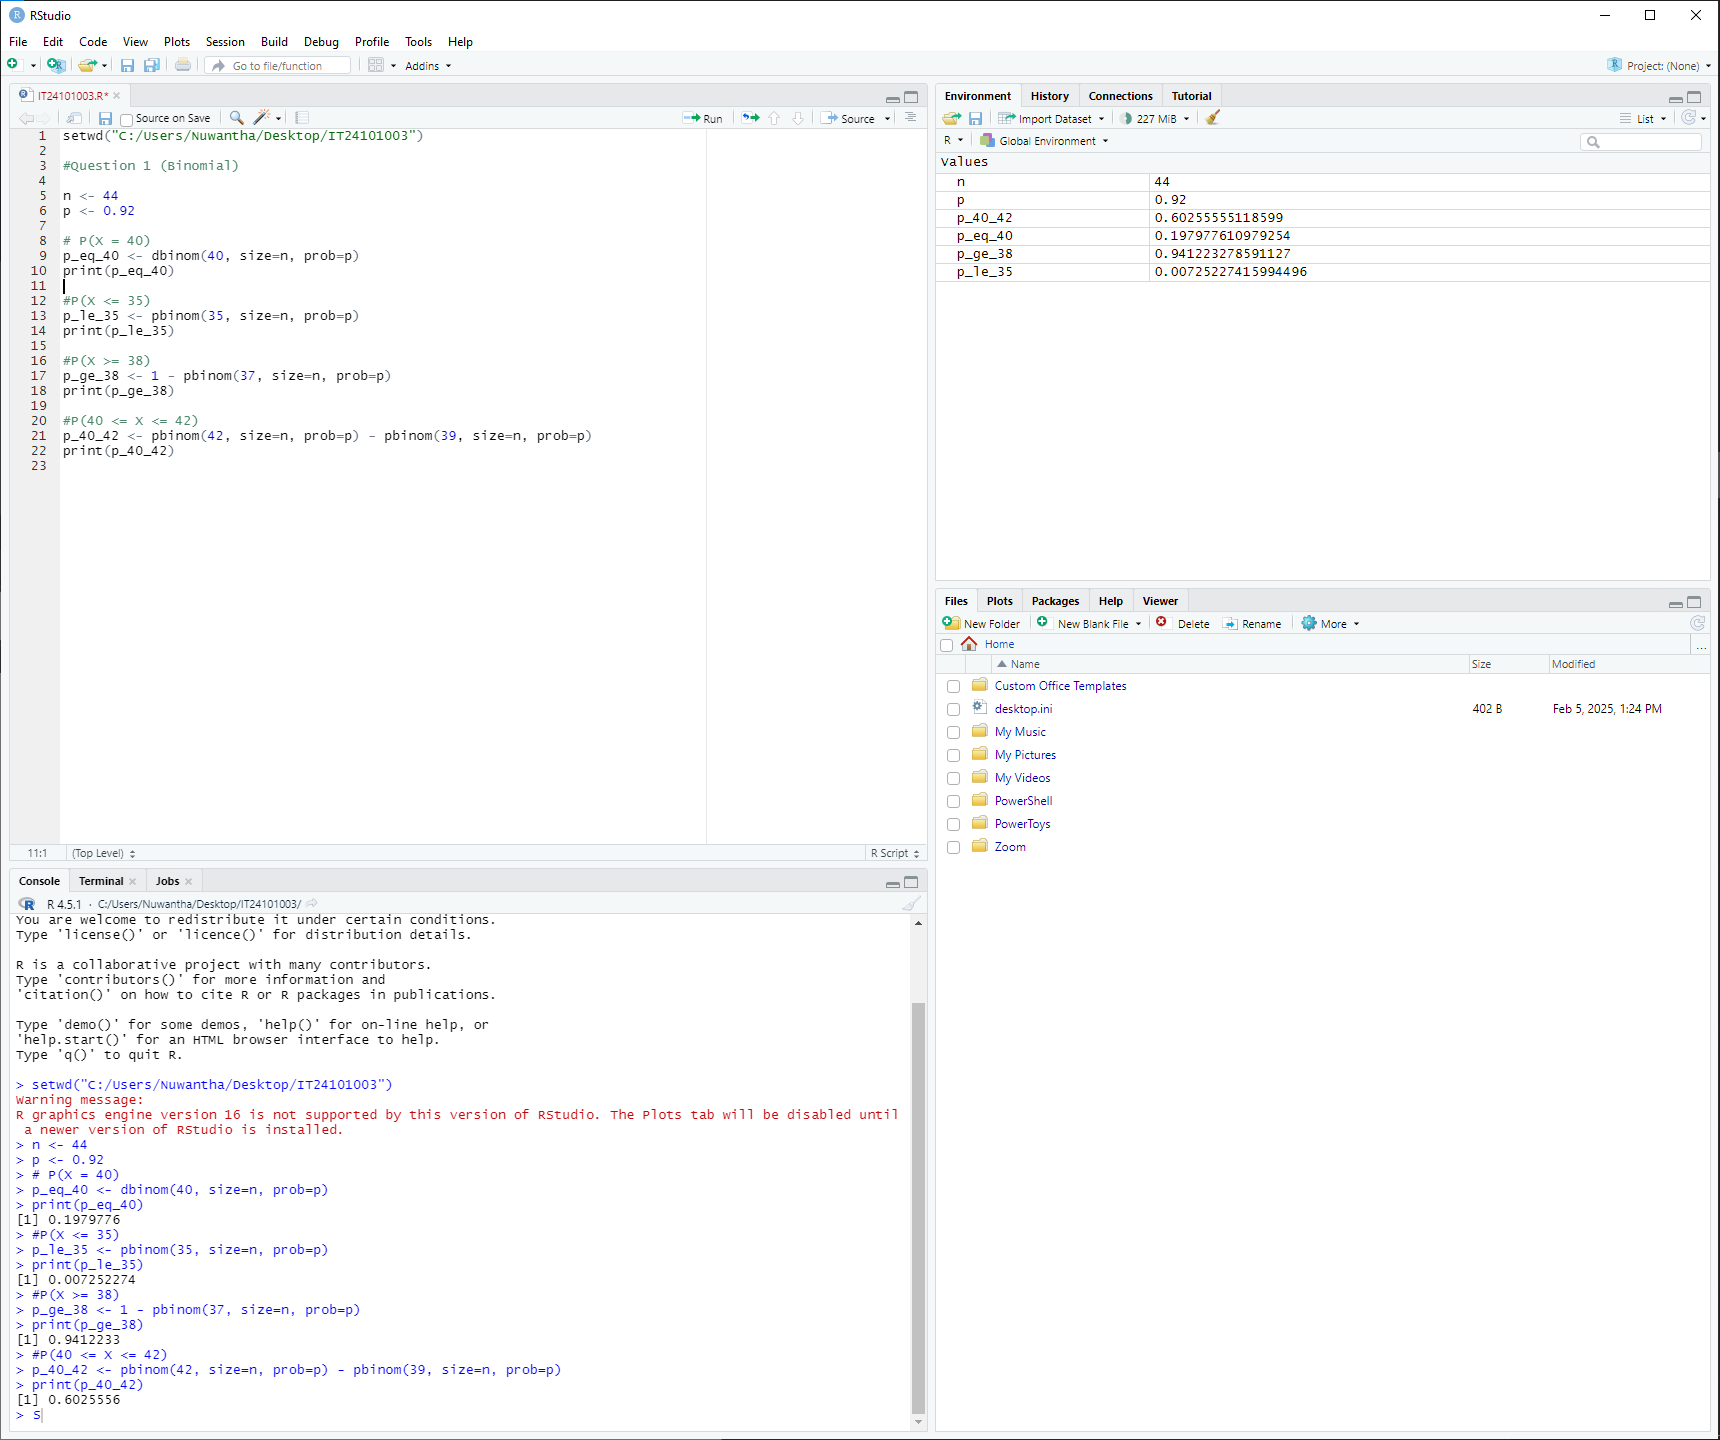 RStudio
File Edit Code View Plots Session Build Debug Profile Tools Help
Go to file/function Addins Project: (None)
IT24101003.R*
Source on Save Run Source
1 setwd("C:/Users/Nuwantha/Desktop/IT24101003")
2
3 #Question 1 (Binomial)
4
5 n <- 44
6 p <- 0.92
7
8 # P(X = 40)
9 p_eq_40 <- dbinom(40, size=n, prob=p)
10 print(p_eq_40)
11
12 #P(X <= 35)
13 p_le_35 <- pbinom(35, size=n, prob=p)
14 print(p_le_35)
15
16 #P(X >= 38)
17 p_ge_38 <- 1 - pbinom(37, size=n, prob=p)
18 print(p_ge_38)
19
20 #P(40 <= X <= 42)
21 p_40_42 <- pbinom(42, size=n, prob=p) - pbinom(39, size=n, prob=p)
22 print(p_40_42)
23
11:1 (Top Level) R Script
Console Terminal Jobs
R 4.5.1 · C:/Users/Nuwantha/Desktop/IT24101003/
You are welcome to redistribute it under certain conditions.
Type 'license()' or 'licence()' for distribution details.
R is a collaborative project with many contributors.
Type 'contributors()' for more information and
'citation()' on how to cite R or R packages in publications.
Type 'demo()' for some demos, 'help()' for on-line help, or
'help.start()' for an HTML browser interface to help.
Type 'q()' to quit R.
> setwd("C:/Users/Nuwantha/Desktop/IT24101003")
Warning message:
R graphics engine version 16 is not supported by this version of RStudio. The Plots tab will be disabled until
a newer version of RStudio is installed.
> n <- 44
> p <- 0.92
> # P(X = 40)
> p_eq_40 <- dbinom(40, size=n, prob=p)
> print(p_eq_40)
[1] 0.1979776
> #P(X <= 35)
> p_le_35 <- pbinom(35, size=n, prob=p)
> print(p_le_35)
[1] 0.007252274
> #P(X >= 38)
> p_ge_38 <- 1 - pbinom(37, size=n, prob=p)
> print(p_ge_38)
[1] 0.9412233
> #P(40 <= X <= 42)
> p_40_42 <- pbinom(42, size=n, prob=p) - pbinom(39, size=n, prob=p)
> print(p_40_42)
[1] 0.6025556
> S
Environment History Connections Tutorial
Import Dataset 227 MiB List
R Global Environment
Values
n 44
p 0.92
p_40_42 0.60255555118599
p_eq_40 0.197977610979254
p_ge_38 0.941223278591127
p_le_35 0.00725227415994496
Files Plots Packages Help Viewer
New Folder New Blank File Delete Rename More
Home ...
Name Size Modified
Custom Office Templates
desktop.ini 402 B Feb 5, 2025, 1:24 PM
My Music
My Pictures
My Videos
PowerShell
PowerToys
Zoom